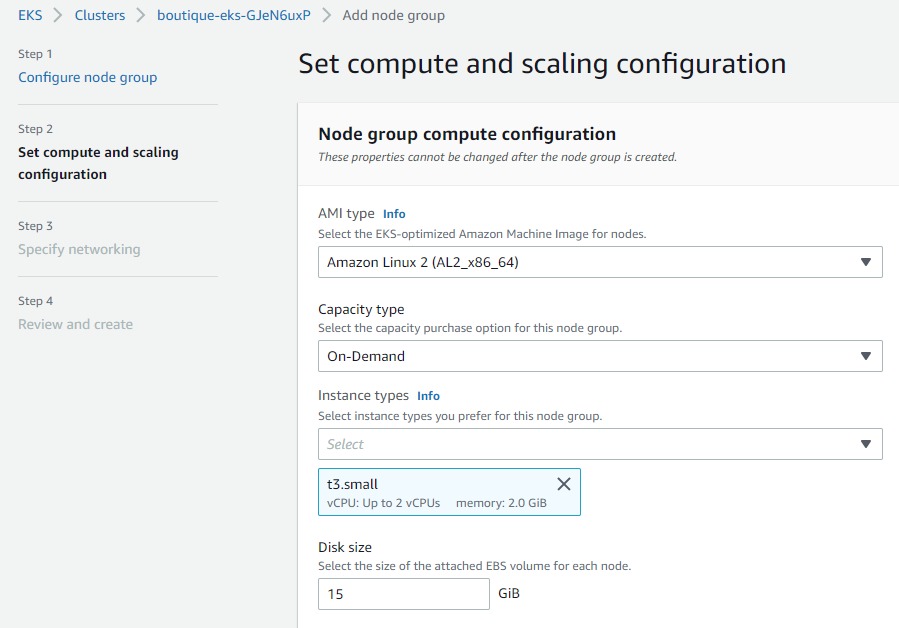 EKS > Clusters > boutique-eks-GJeN6uxP > Add node group
Step 1
Configure node group
Step 2
Set compute and scaling
configuration
Step 3
Specify networking
Step 4
Review and create
Set compute and scaling configuration
Node group compute configuration
These properties cannot be changed after the node group is created.
AMI type Info
Select the EKS-optimized Amazon Machine Image for nodes.
Amazon Linux 2 (AL2_x86_64)
Capacity type
Select the capacity purchase option for this node group.
On-Demand
Instance types Info
Select instance types you prefer for this node group.
Select
t3.small
vCPU: Up to 2 vCPUs memory: 2.0 GiB
Disk size
Select the size of the attached EBS volume for each node.
15 GiB